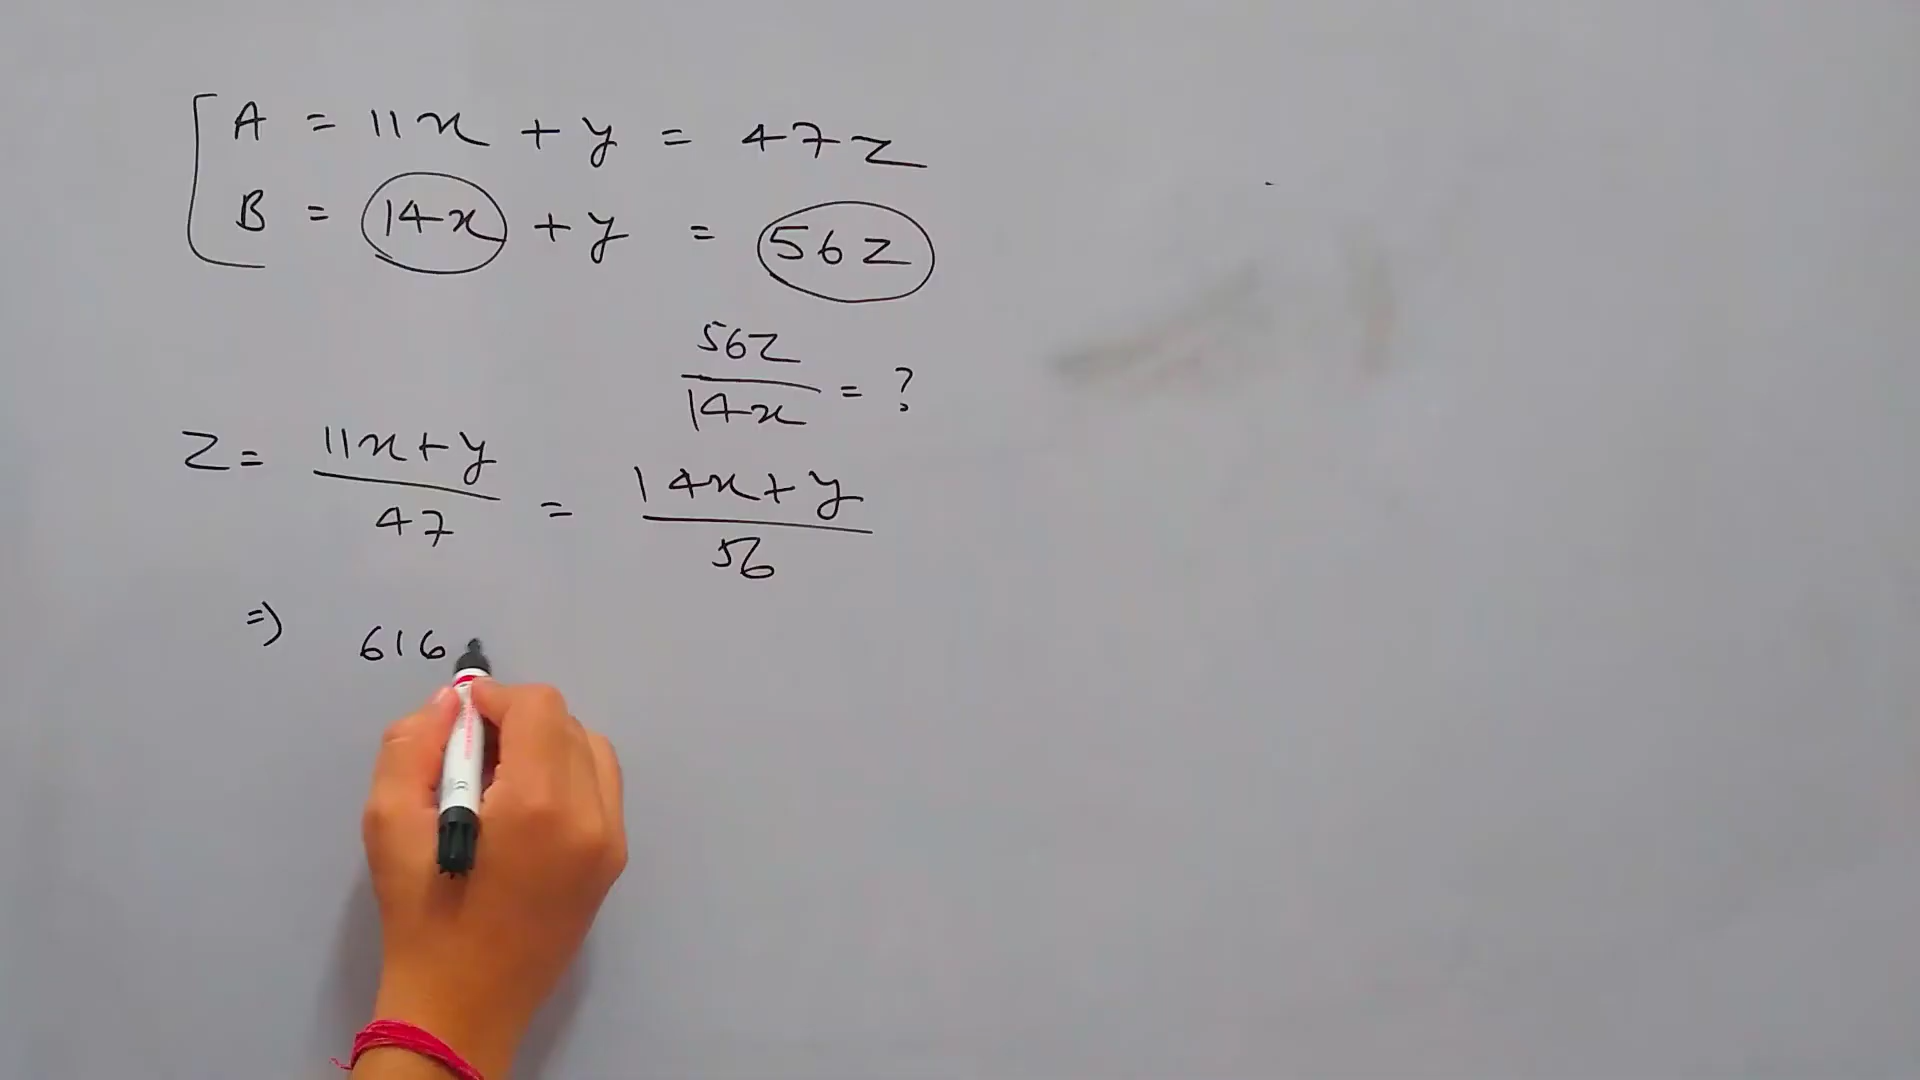 A = 11x + y = 47z
B = 14x + y = 56z
56z
14x = ?
z = 11x + y
47 = 14x + y
56
⇒ 616